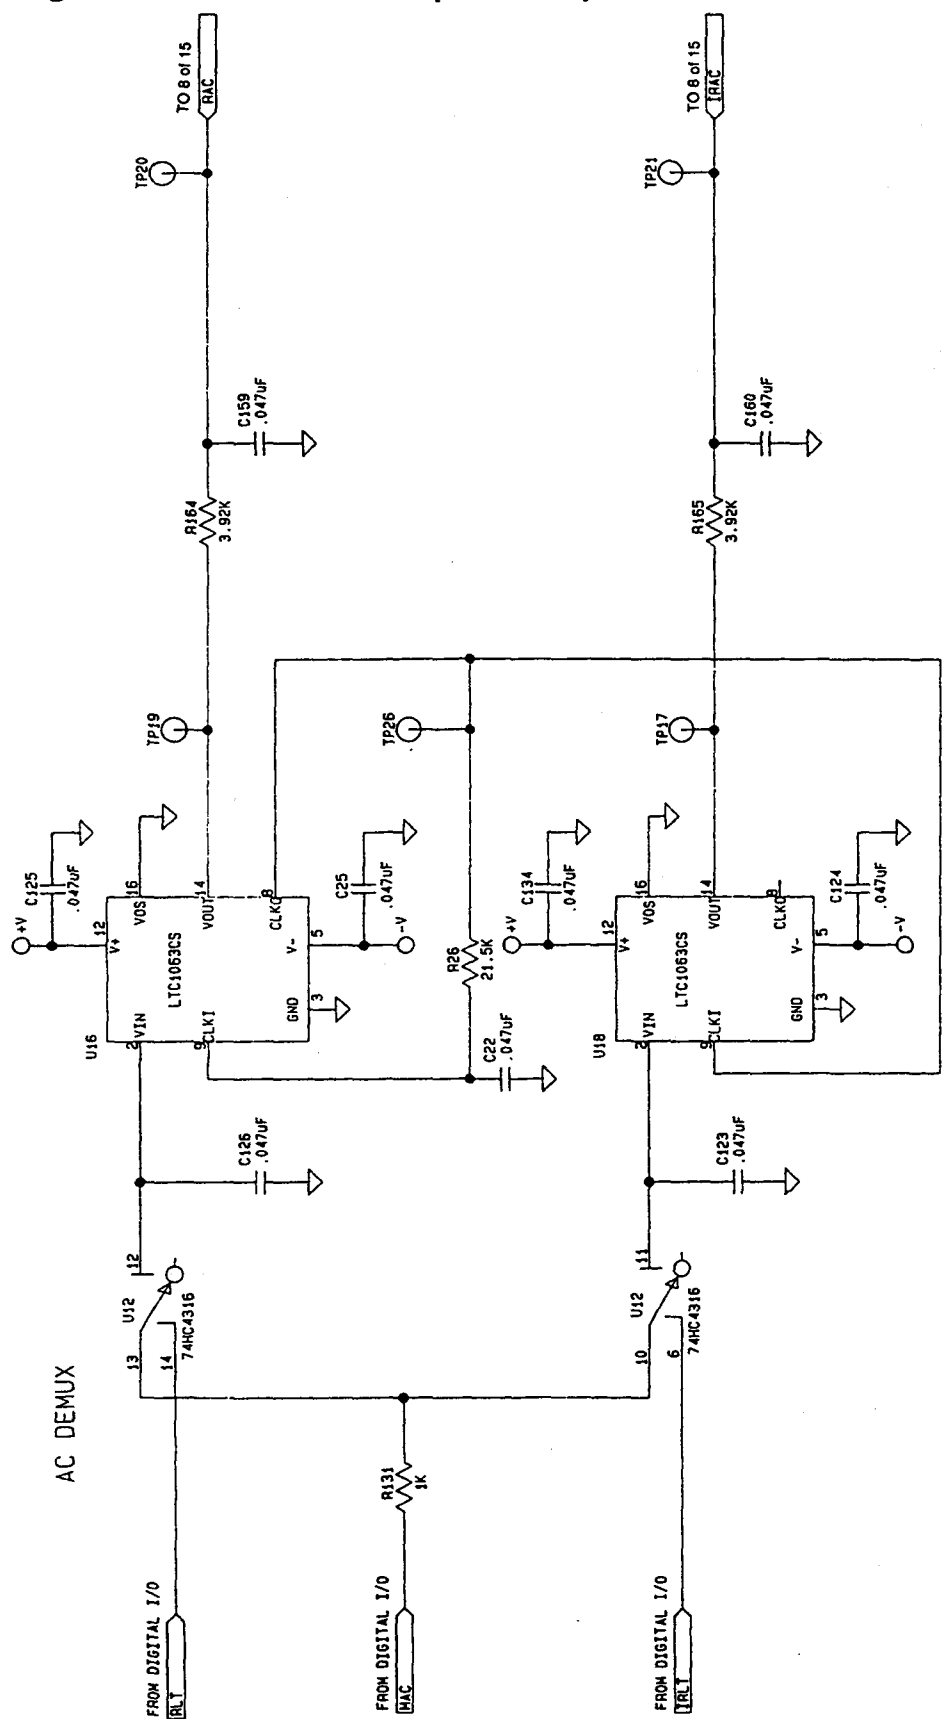 AC DEMUX
FROM DIGITAL I/O
RLT
FROM DIGITAL I/O
MAC
FROM DIGITAL I/O
IRLT
R131
1K
13
14
U12
74HC4316
12
10
6
U12
74HC4316
11
C126
.047uF
C123
.047uF
U16
2
VIN
9
CLKI
LTC1063CS
GND
3
V+
12
V-
5
VOS
16
VOUT
14
CLKO
8
+V
C125
.047uF
C25
.047uF
-V
C22
.047uF
R26
21.5K
U18
2
VIN
9
CLKI
LTC1063CS
GND
3
V+
12
V-
5
VOS
16
VOUT
14
CLKO
8
+V
C134
.047uF
C124
.047uF
-V
TP19
TP26
TP17
R164
3.92K
R165
3.92K
C159
.047uF
C160
.047uF
TP20
TP21
TO 8 of 15
RAC
TO 8 of 15
IRAC